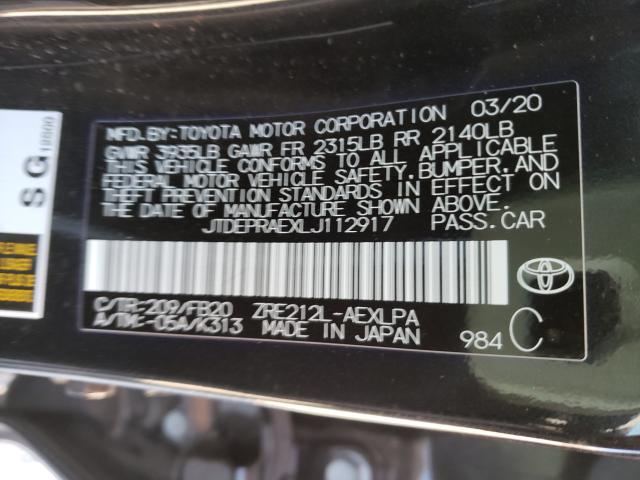 MFD. BY: TOYOTA MOTOR CORPORATION 03/20
GVWR 3935LB GAWR FR 2315LB RR 2140LB
THIS VEHICLE CONFORMS TO ALL APPLICABLE
FEDERAL MOTOR VEHICLE SAFETY, BUMPER, AND
THEFT PREVENTION STANDARDS IN EFFECT ON
THE DATE OF MANUFACTURE SHOWN ABOVE.
JTDEPRAEXLJ112917 PASS. CAR
C/TR: 209/FB20 ZRE212L-AEXLPA
A/TM: -05A/K313 MADE IN JAPAN 984 C
SG